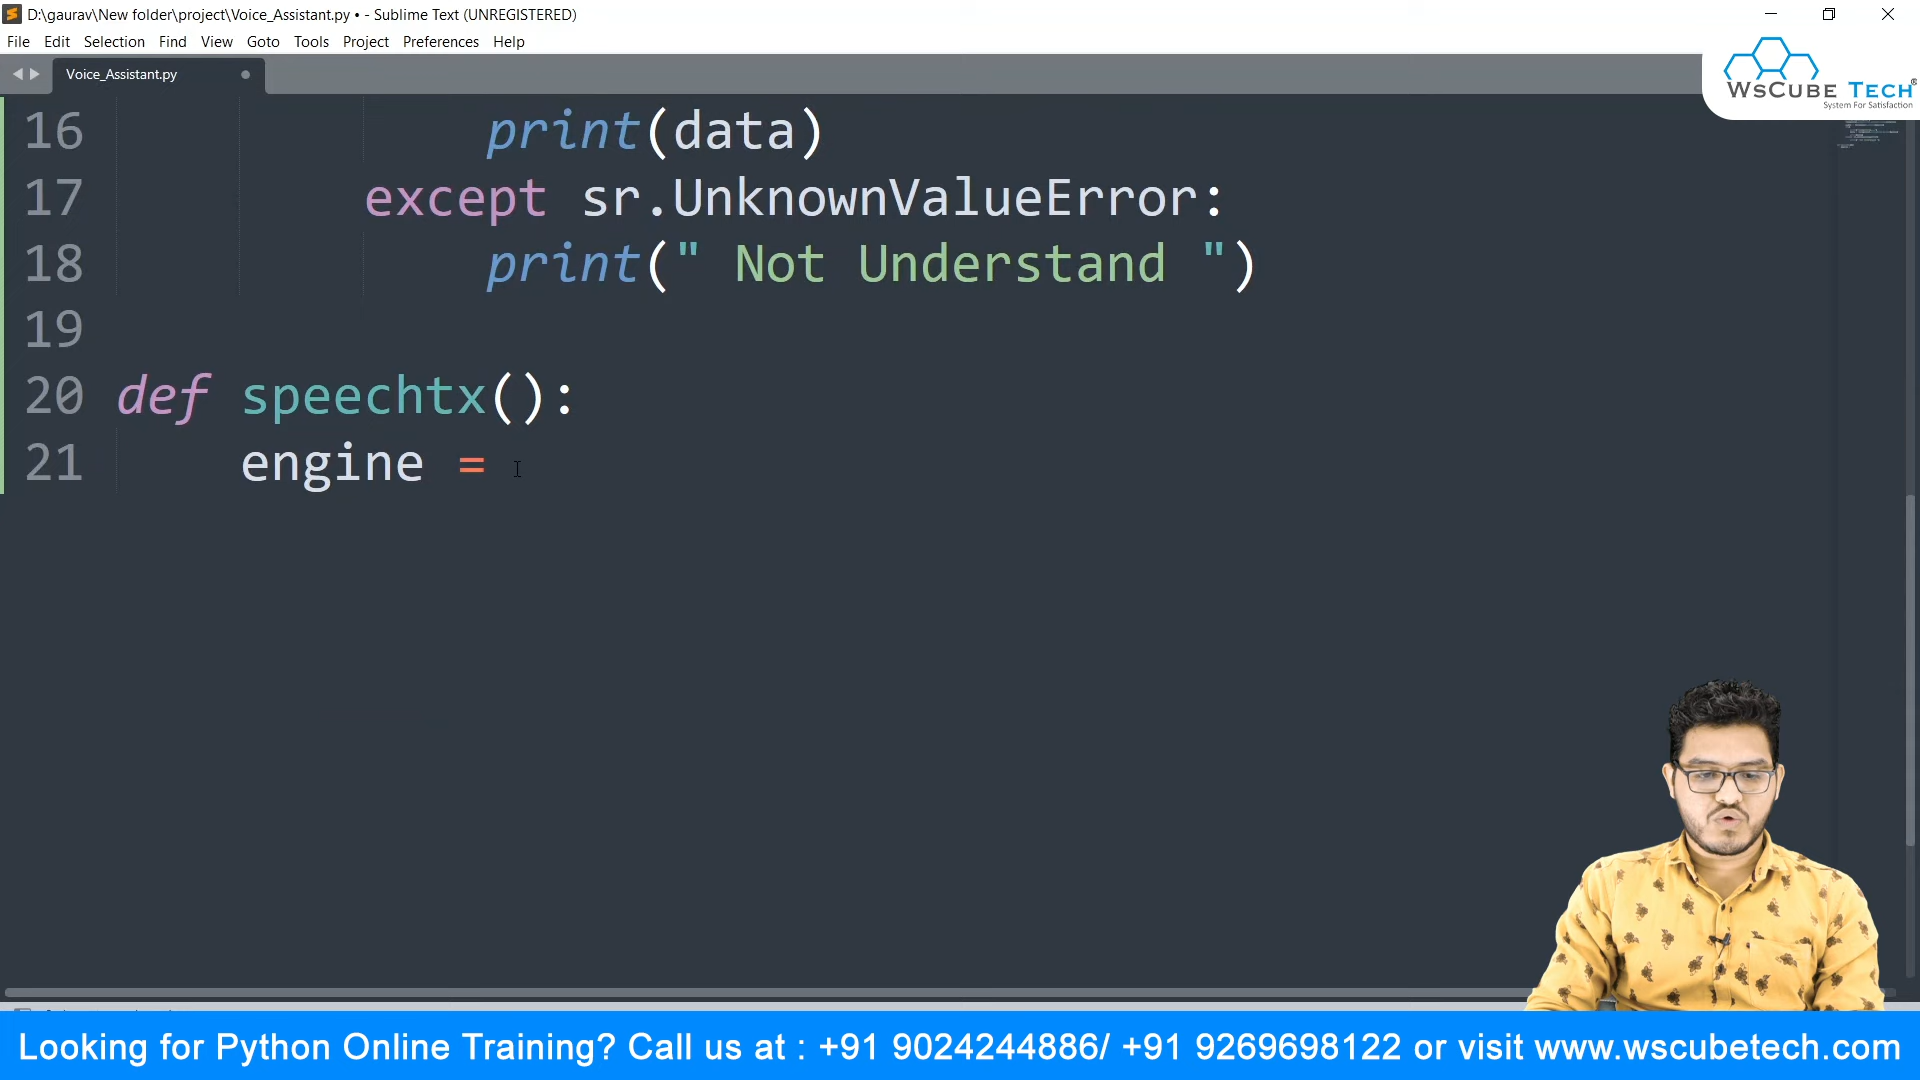 D:\gaurav\New folder\project\Voice_Assistant.py • - Sublime Text (UNREGISTERED)
File Edit Selection Find View Goto Tools Project Preferences Help
Voice_Assistant.py
WsCube Tech®
System For Satisfaction
16 print(data)
17 except sr.UnknownValueError:
18 print(" Not Understand ")
19
20 def speechtx():
21 engine =
Looking for Python Online Training? Call us at : +91 9024244886/ +91 9269698122 or visit www.wscubetech.com